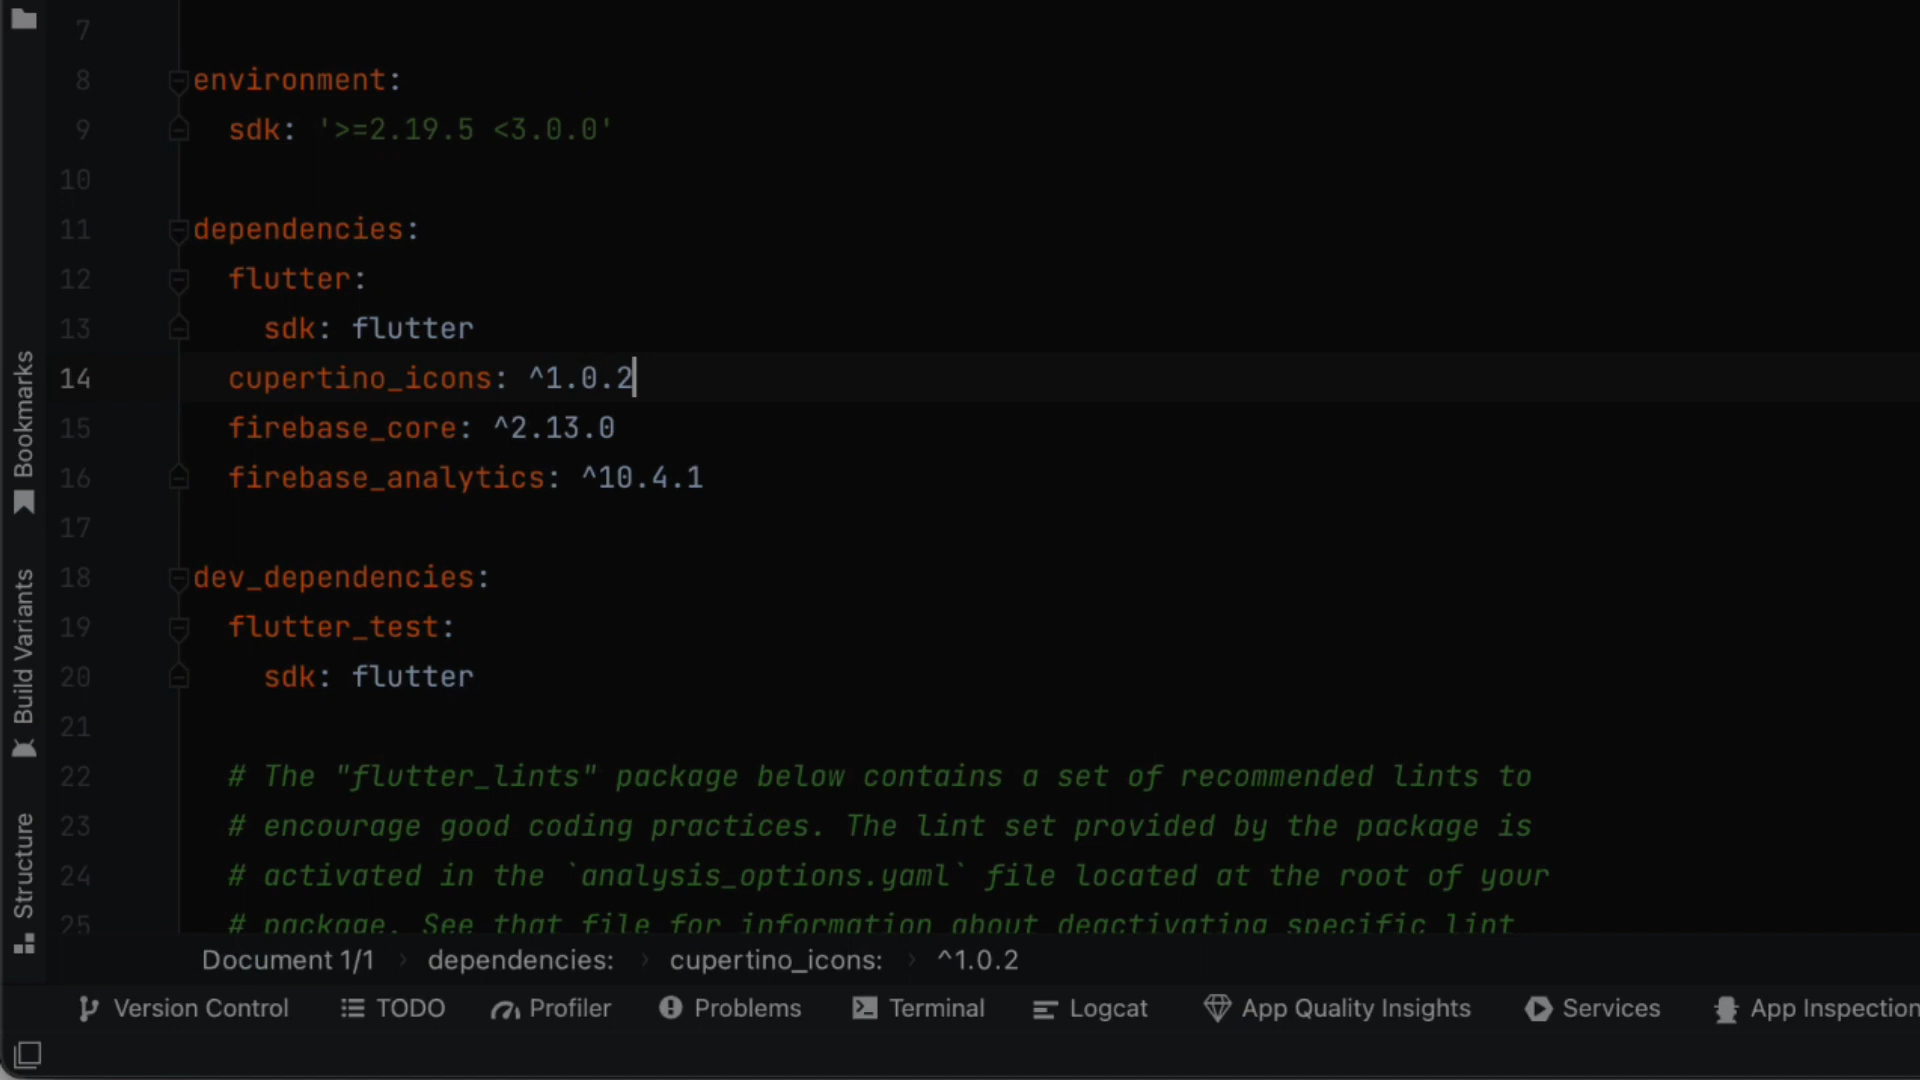 7
8 environment:
9 sdk: '>=2.19.5 <3.0.0'
10
11 dependencies:
12 flutter:
13 sdk: flutter
14 cupertino_icons: ^1.0.2
15 firebase_core: ^2.13.0
16 firebase_analytics: ^10.4.1
17
18 dev_dependencies:
19 flutter_test:
20 sdk: flutter
21
22 # The "flutter_lints" package below contains a set of recommended lints to
23 # encourage good coding practices. The lint set provided by the package is
24 # activated in the `analysis_options.yaml` file located at the root of your
25 # package. See that file for information about deactivating specific lint
Bookmarks
Build Variants
Structure
Document 1/1 dependencies: cupertino_icons: ^1.0.2
Version Control TODO Profiler Problems Terminal Logcat App Quality Insights Services App Inspection